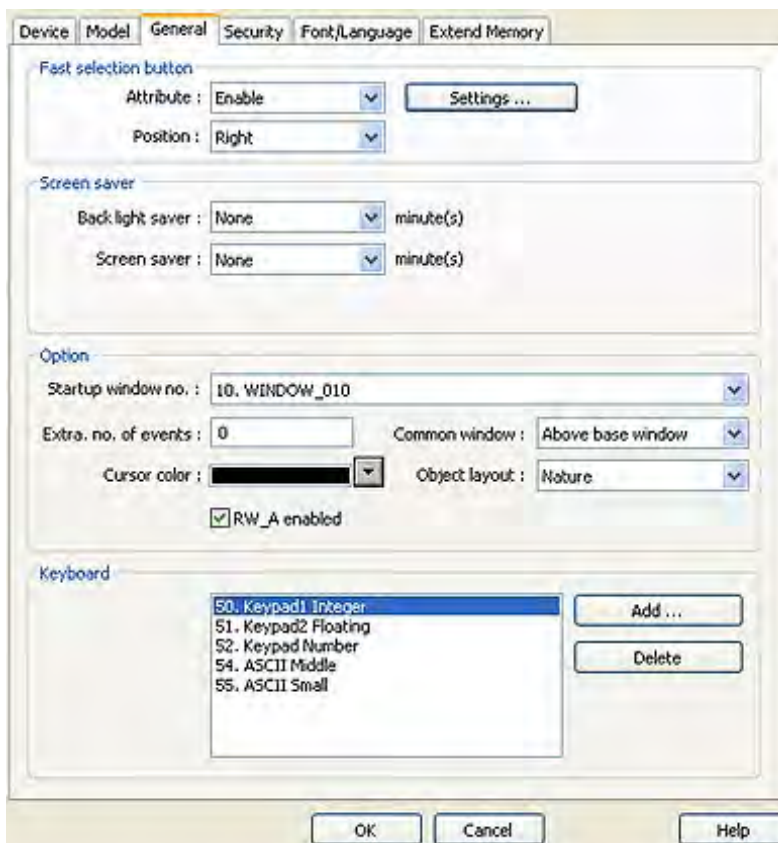 Device Model General Security Font/Language Extend Memory
Fast selection button
Attribute : Enable Settings ...
Position : Right
Screen saver
Back light saver : None minute(s)
Screen saver : None minute(s)
Option
Startup window no. : 10. WINDOW_010
Extra. no. of events : 0 Common window : Above base window
Cursor color : Object layout : Nature
RW_A enabled
Keyboard
50. Keypad1 Integer Add ...
51. Keypad2 Floating
52. Keypad Number Delete
54. ASCII Middle
55. ASCII Small
OK Cancel Help